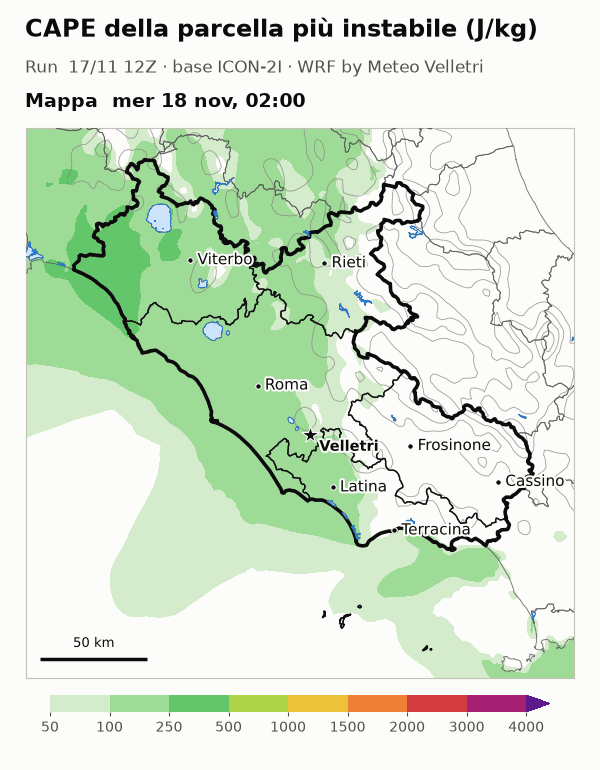 CAPE della parcella più instabile (J/kg)
Run  17/11 12Z · base ICON-2I · WRF by Meteo Velletri
Mappa  mer 18 nov, 02:00
Viterbo
Rieti
Roma
Velletri
Frosinone
Latina
Cassino
Terracina
50 km
50 100 250 500 1000 1500 2000 3000 4000